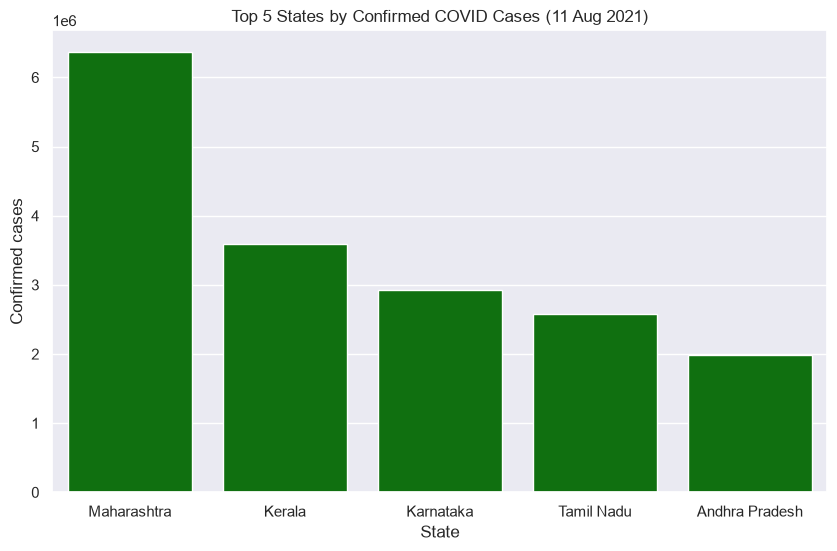 Top 5 States by Confirmed COVID Cases (11 Aug 2021)
1e6
6
5
4
3
2
1
0
Confirmed cases
Maharashtra
Kerala
Karnataka
Tamil Nadu
Andhra Pradesh
State